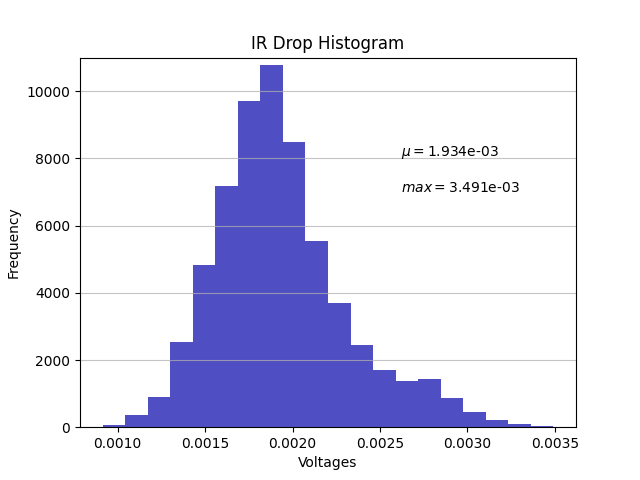 IR Drop Histogram
10000
8000
6000
4000
2000
0
Frequency
μ = 1.934e-03
max = 3.491e-03
0.0010 0.0015 0.0020 0.0025 0.0030 0.0035
Voltages